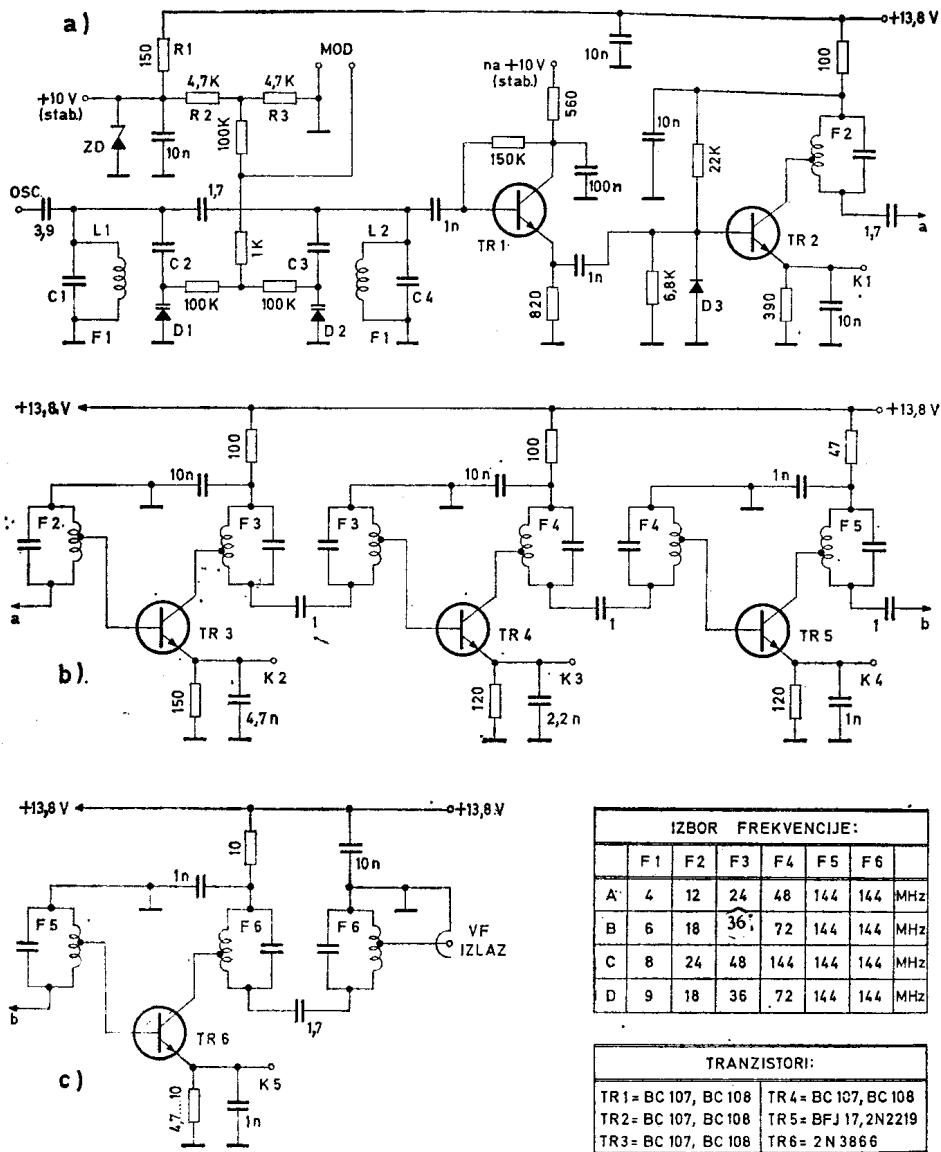 a)
+13,8 V
150
R1
10n
100
MOD
na +10 V
(stab.)
+10 V
(stab.)
4,7K
R2
4,7K
R3
ZD
10n
100K
560
150K
100n
10n
22K
F2
OSC.
3,9
1,7
1n
TR 1
TR 2
1,7
a
L1
C2
1K
C3
L2
C1
100K
100K
C4
F1
D1
D2
F1
820
1n
6,8K
D3
390
K1
10n
+13,8 V
+13,8 V
100
100
47
10n
10n
1n
F2
F3
F3
F4
F4
F5
a
1
1
1
b
TR 3
TR 4
TR 5
b)
K2
K3
K4
150
4,7n
120
2,2n
120
1n
+13,8 V
+13,8 V
10
10n
1n
F5
F6
F6
VF
IZLAZ
b
1,7
TR 6
c)
K5
4,7...10
1n
IZBOR FREKVENCIJE:
F1 F2 F3 F4 F5 F6
A 4 12 24 48 144 144 MHz
B 6 18 36 72 144 144 MHz
C 8 24 48 144 144 144 MHz
D 9 18 36 72 144 144 MHz
TRANZISTORI:
TR1= BC 107, BC 108 TR4= BC 107, BC 108
TR2= BC 107, BC 108 TR5= BFJ 17, 2N2219
TR3= BC 107, BC 108 TR6= 2N3866